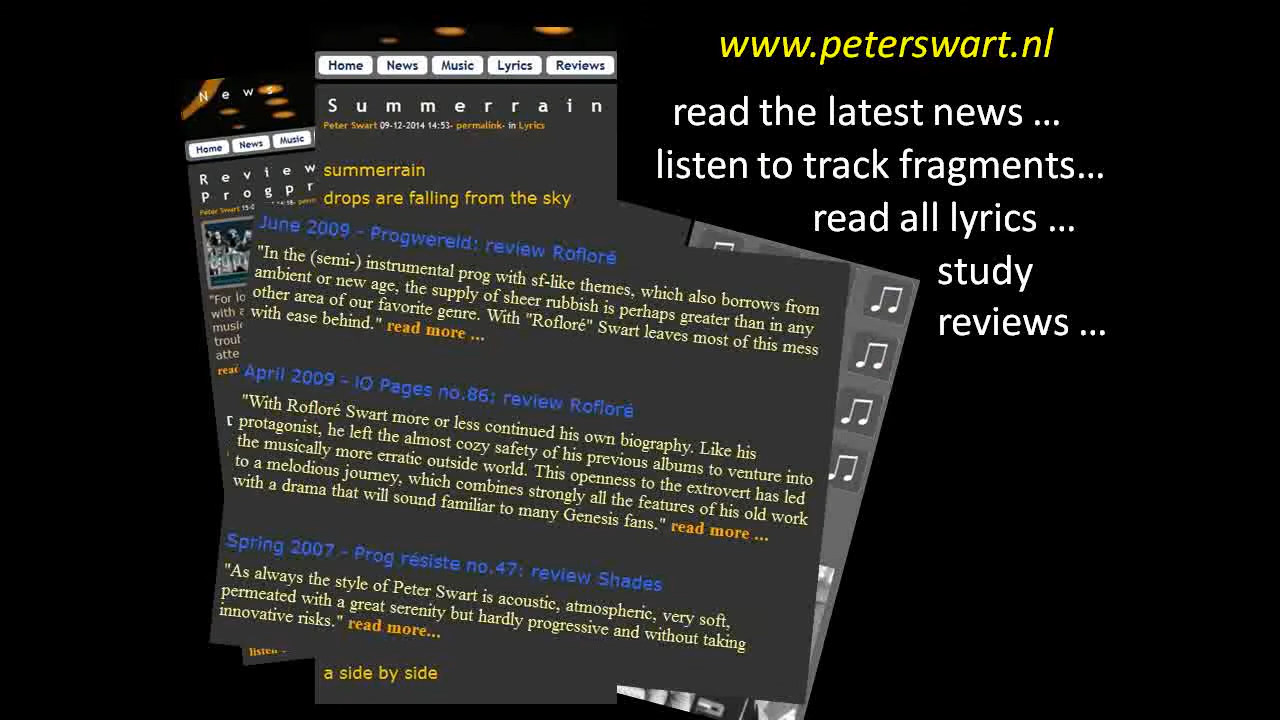 www.peterswart.nl
read the latest news ...
listen to track fragments...
read all lyrics ...
study
reviews ...
Home News Music Lyrics Reviews
Summerrain
Peter Swart 09-12-2014 14:53- permalink- in Lyrics
summerrain
drops are falling from the sky
News
Home News Music
Review
Progpr
Peter Swart
"For
with
music
troub
atte
June 2009 - Progwereld: review Rofloré
"In the (semi-) instrumental prog with sf-like themes, which also borrows from
ambient or new age, the supply of sheer rubbish is perhaps greater than in any
other area of our favorite genre. With "Rofloré" Swart leaves most of this mess
with ease behind." read more ...
April 2009 - IO Pages no.86: review Rofloré
"With Rofloré Swart more or less continued his own biography. Like his
protagonist, he left the almost cozy safety of his previous albums to venture into
the musically more erratic outside world. This openness to the extrovert has led
to a melodious journey, which combines strongly all the features of his old work
with a drama that will sound familiar to many Genesis fans." read more ...
Spring 2007 - Prog résiste no.47: review Shades
"As always the style of Peter Swart is acoustic, atmospheric, very soft,
permeated with a great serenity but hardly progressive and without taking
innovative risks." read more...
listen
a side by side